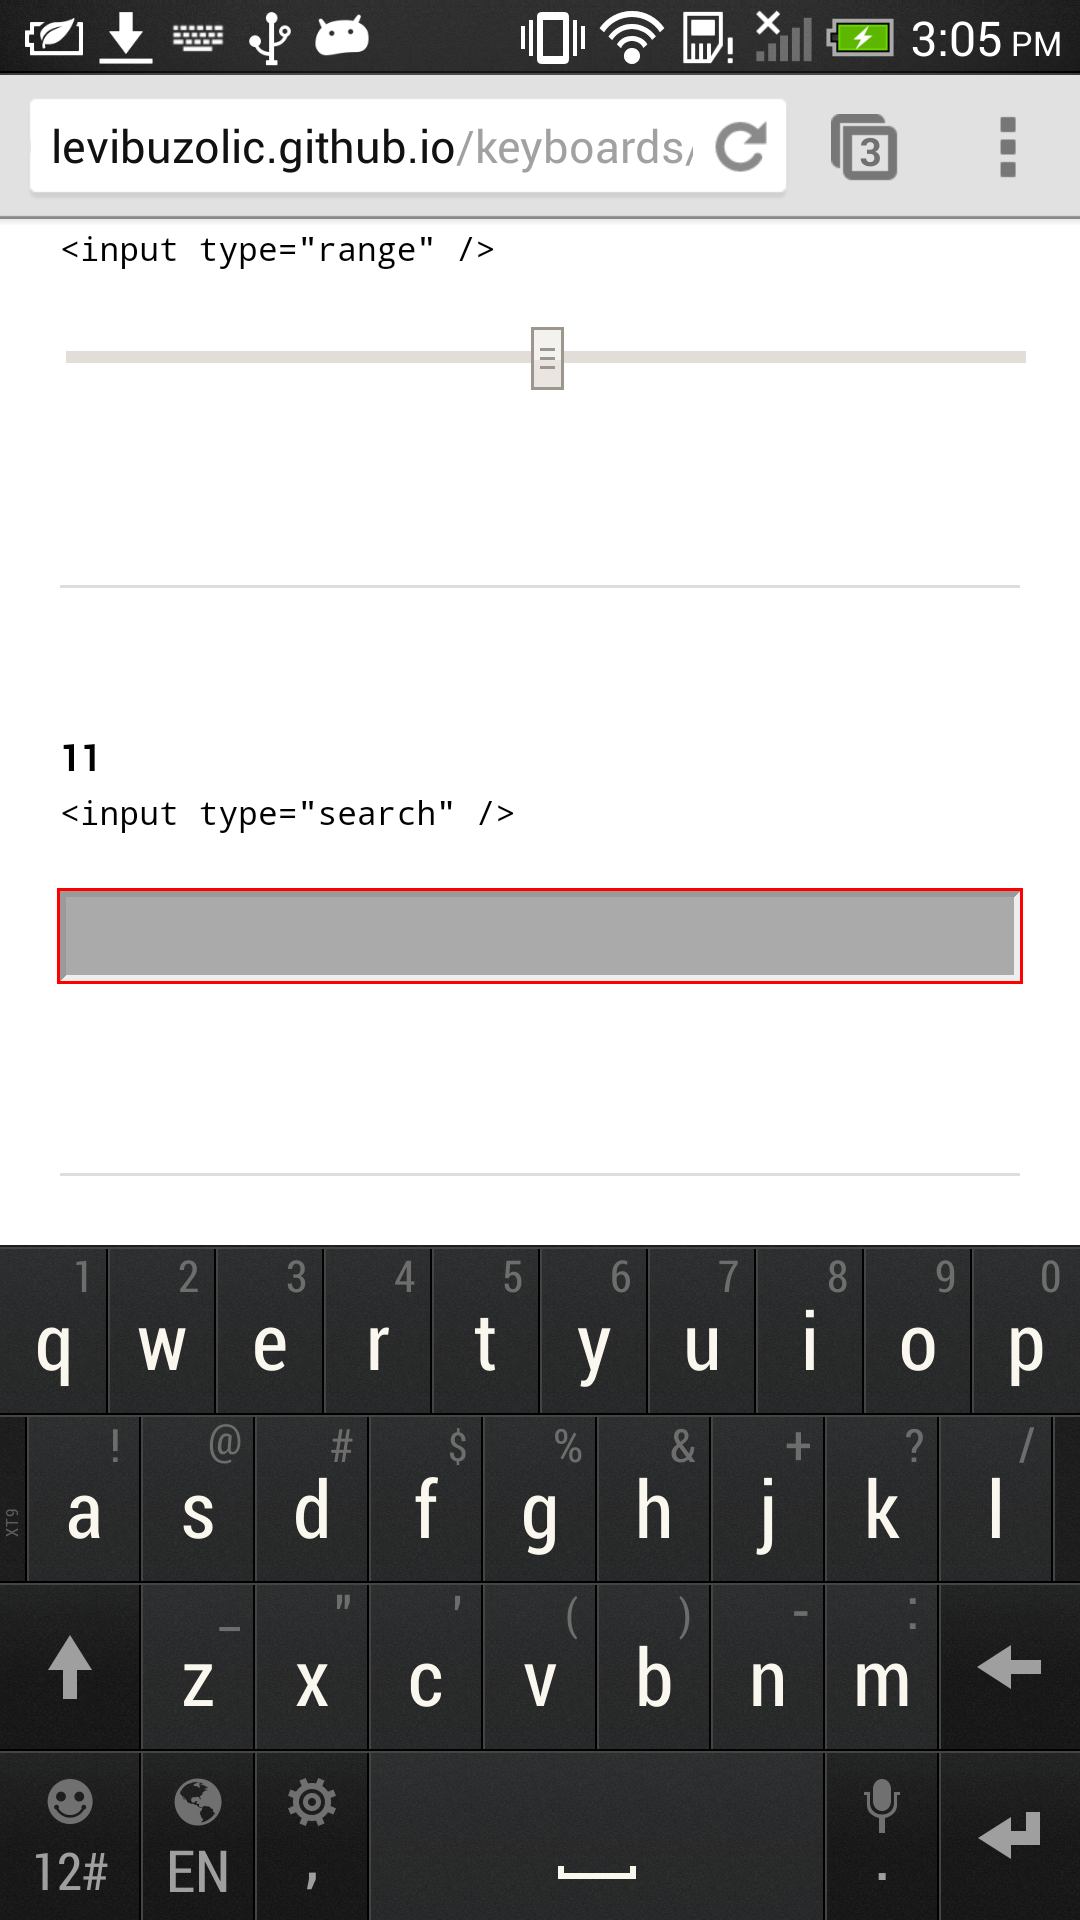 3:05 PM
levibuzolic.github.io/keyboards/
3
<input type="range" />
11
<input type="search" />
1 2 3 4 5 6 7 8 9 0
q w e r t y u i o p
! @ # $ % & + ? /
XT9 a s d f g h j k l
_ " ' ( ) - :
z x c v b n m
12# EN , .